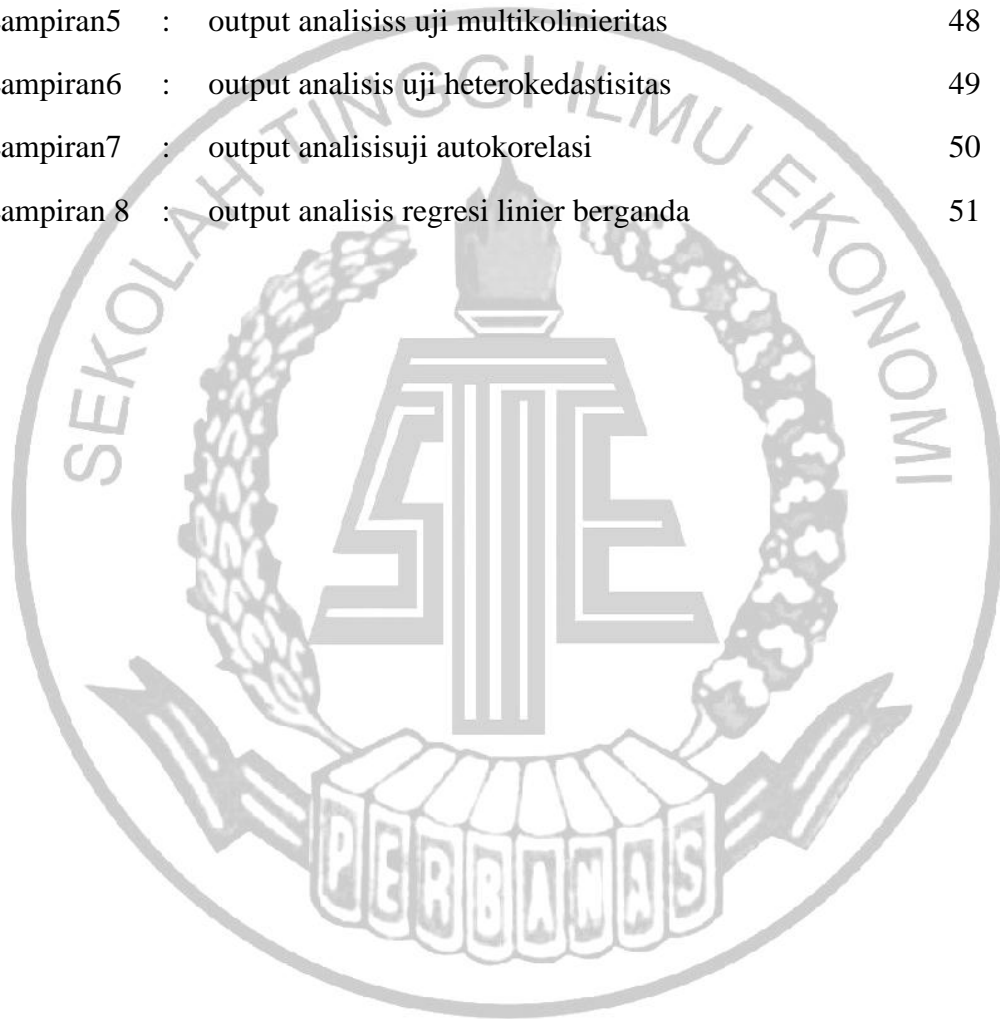 ampiran5 : output analisiss uji multikolinieritas 48
ampiran6 : output analisis uji heterokedastisitas 49
ampiran7 : output analisisuji autokorelasi 50
ampiran 8 : output analisis regresi linier berganda 51
SEKOLAH TINGGI ILMU EKONOMI
STIE
PERBANAS